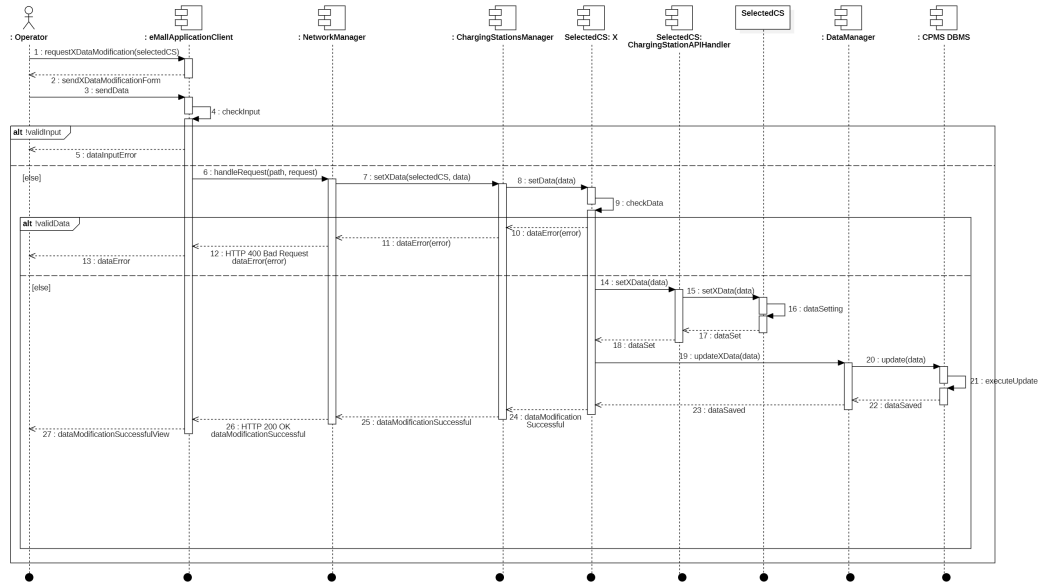 SelectedCS
: Operator
: eMallApplicationClient
: NetworkManager
: ChargingStationsManager
SelectedCS: X
SelectedCS:
ChargingStationAPIHandler
: DataManager
: CPMS DBMS
1 : requestXDataModification(selectedCS)
2 : sendXDataModificationForm
3 : sendData
4 : checkInput
alt !validInput
5 : dataInputError
[else]
6 : handleRequest(path, request)
7 : setXData(selectedCS, data)
8 : setData(data)
9 : checkData
alt !validData
10 : dataError(error)
11 : dataError(error)
12 : HTTP 400 Bad Request
dataError(error)
13 : dataError
[else]
14 : setXData(data)
15 : setXData(data)
16 : dataSetting
17 : dataSet
18 : dataSet
19 : updateXData(data)
20 : update(data)
21 : executeUpdate
22 : dataSaved
23 : dataSaved
24 : dataModification
Successful
25 : dataModificationSuccessful
26 : HTTP 200 OK
dataModificationSuccessful
27 : dataModificationSuccessfulView